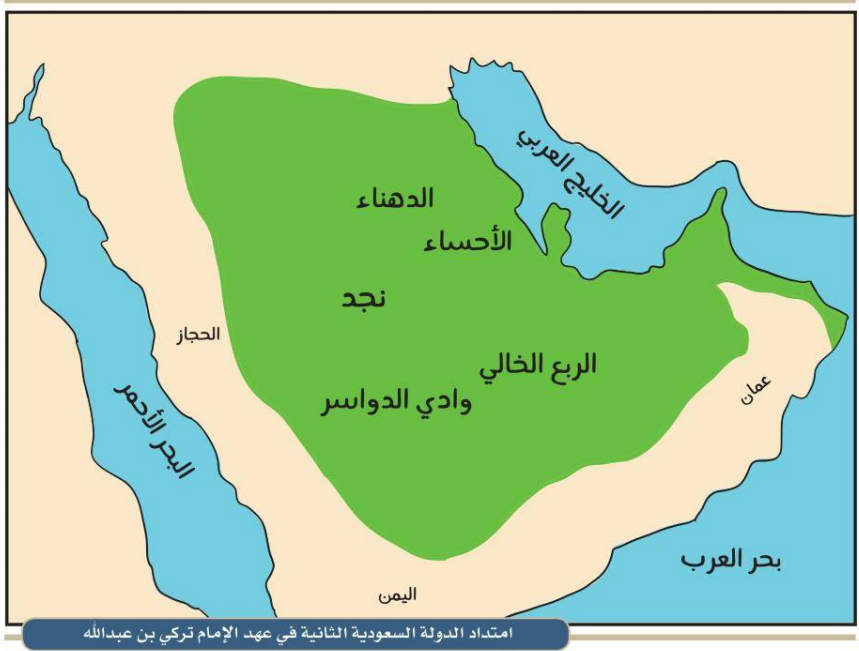 الخليج العربي
الدهناء
الأحساء
نجد
الحجاز
الربع الخالي
وادي الدواسر
عمان
البحر الأحمر
بحر العرب
اليمن
امتداد الدولة السعودية الثانية في عهد الإمام تركي بن عبدالله